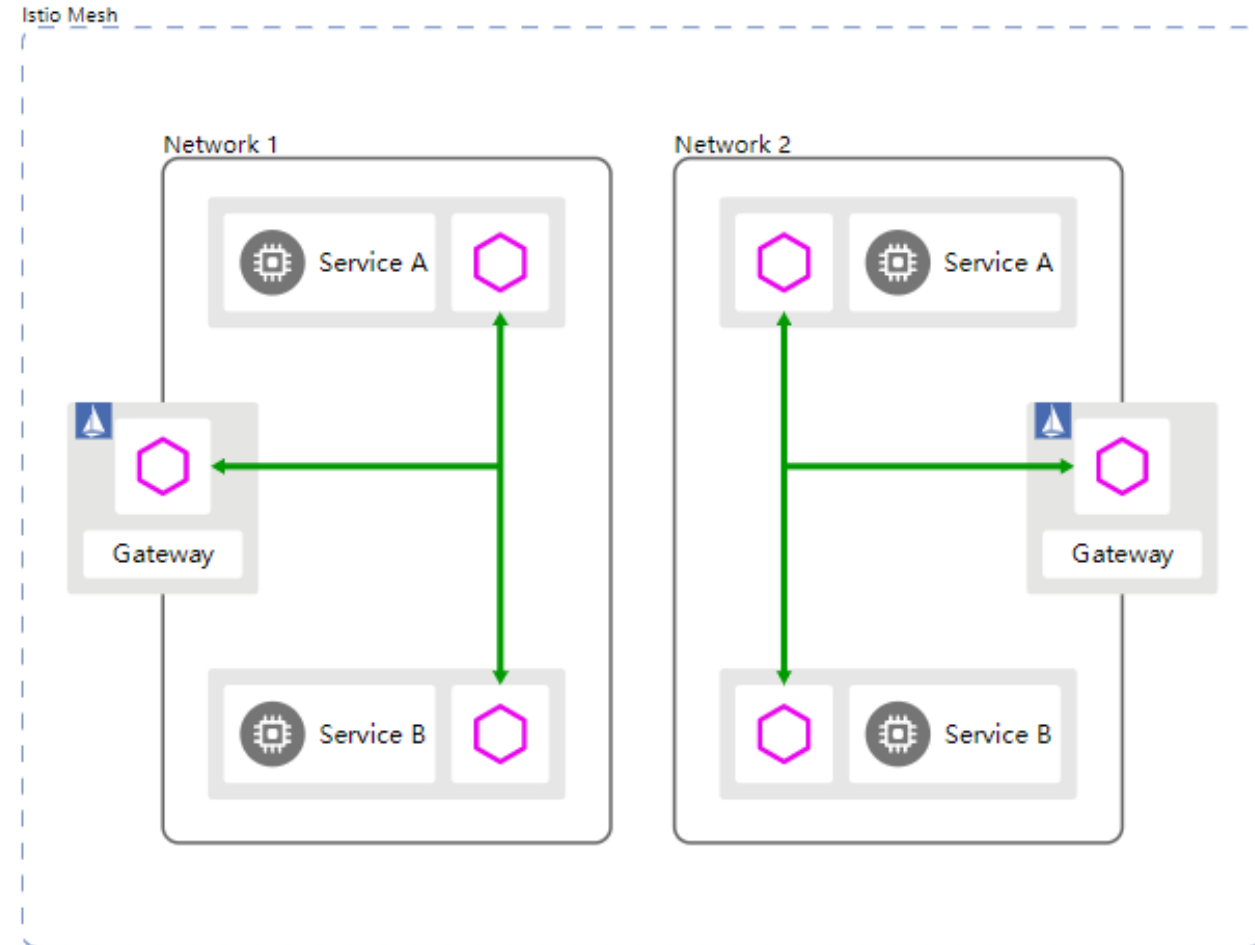 Istio Mesh
Network 1
Network 2
Service A
Service A
Gateway
Gateway
Service B
Service B